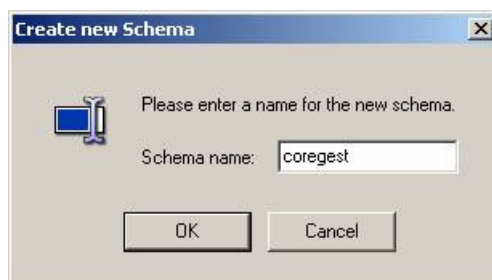 Create new Schema
Please enter a name for the new schema.
Schema name: coregest
OK Cancel